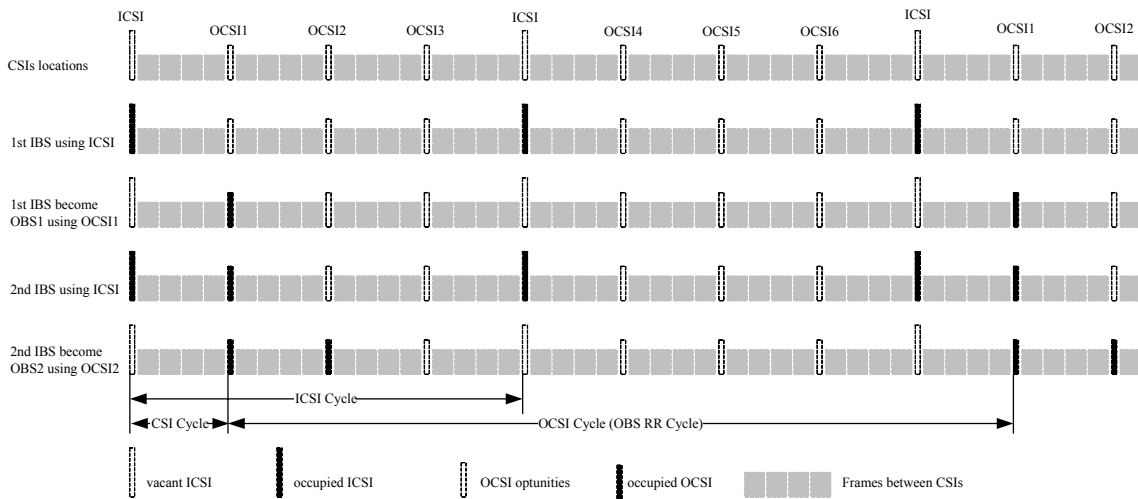 ICSI
ICSI
ICSI
OCSI1
OCSI2
OCSI3
OCSI4
OCSI5
OCSI6
OCSI1
OCSI2
CSIs locations
1st IBS using ICSI
1st IBS become
OBS1 using OCSI1
2nd IBS using ICSI
2nd IBS become
OBS2 using OCSI2
ICSI Cycle
CSI Cycle
OCSI Cycle (OBS RR Cycle)
vacant ICSI
occupied ICSI
OCSI optunities
occupied OCSI
Frames between CSIs